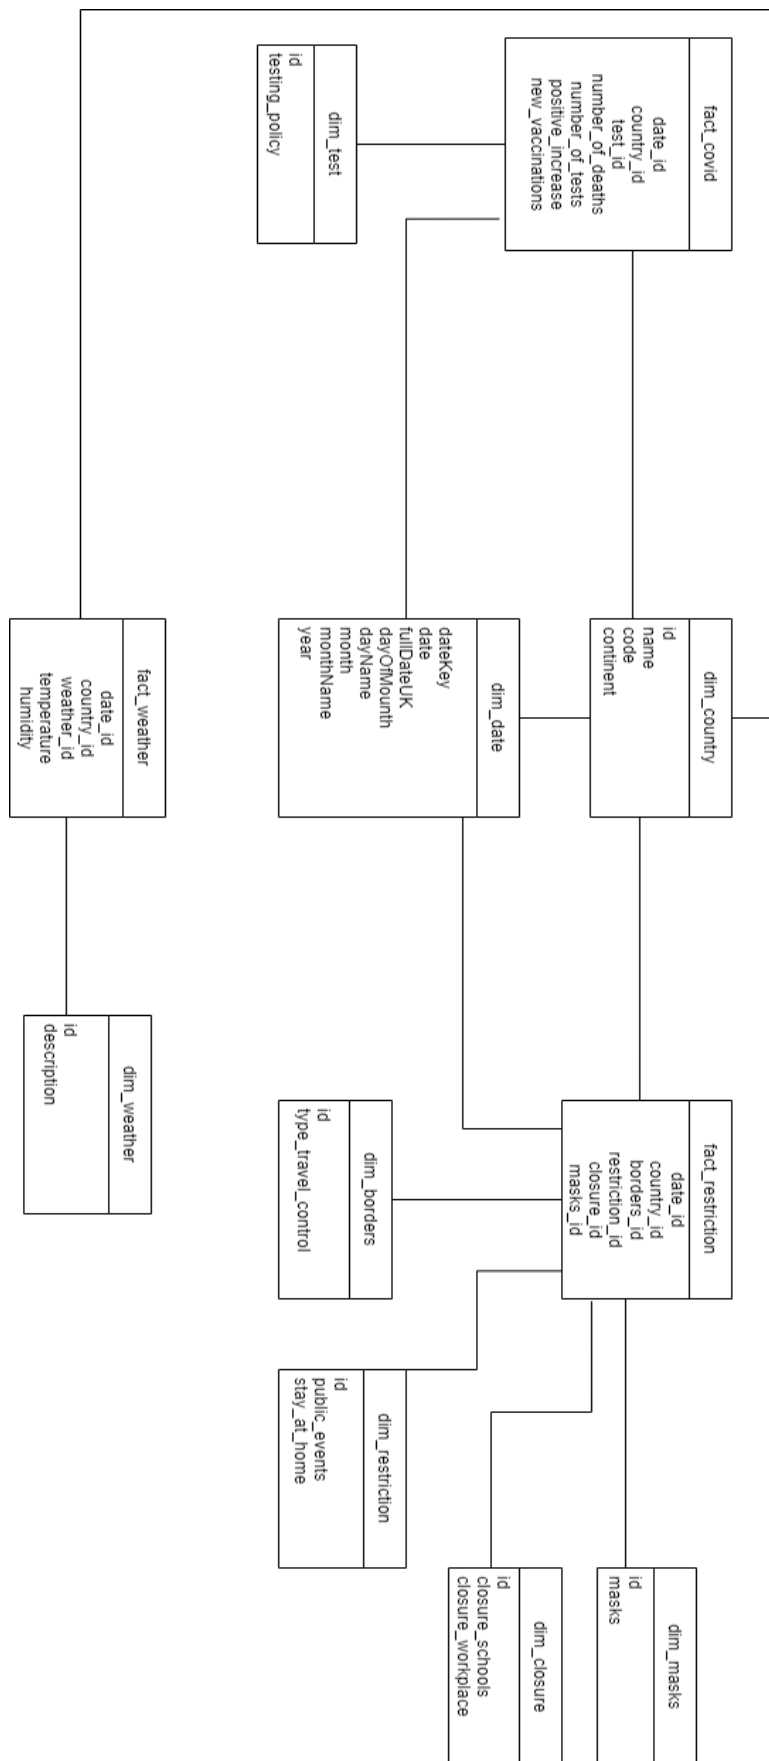 fact_covid
date_id
country_id
test_id
number_of_deaths
number_of_tests
positive_increase
new_vaccinations
dim_test
id
testing_policy
dim_country
id
name
code
continent
dim_date
dateKey
date
fullDateUK
dayOfMounth
dayName
month
monthName
year
fact_weather
date_id
country_id
weather_id
temperature
humidity
dim_weather
id
description
fact_restriction
date_id
country_id
borders_id
restriction_id
closure_id
masks_id
dim_borders
id
type_travel_control
dim_restriction
id
public_events
stay_at_home
dim_masks
id
masks
dim_closure
id
closure_schools
closure_workplace